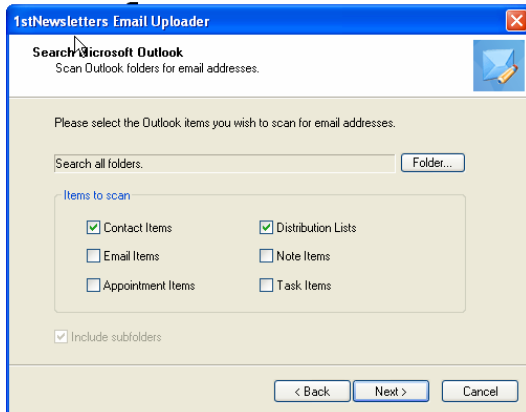 1stNewsletters Email Uploader
Search Microsoft Outlook
Scan Outlook folders for email addresses.
Please select the Outlook items you wish to scan for email addresses.
Search all folders.
Folder...
Items to scan
Contact Items
Distribution Lists
Email Items
Note Items
Appointment Items
Task Items
Include subfolders
< Back
Next >
Cancel